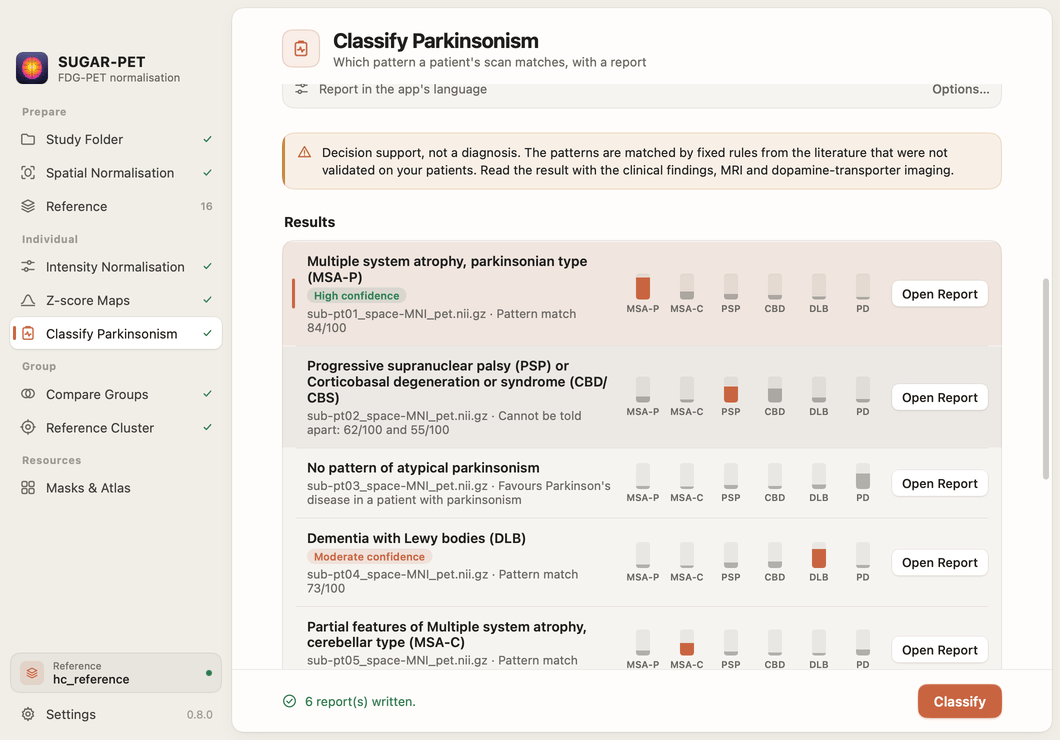 SUGAR-PET
FDG-PET normalisation
Prepare
Study Folder
Spatial Normalisation
Reference 16
Individual
Intensity Normalisation
Z-score Maps
Classify Parkinsonism
Group
Compare Groups
Reference Cluster
Resources
Masks & Atlas
Reference
hc_reference
Settings 0.8.0
Classify Parkinsonism
Which pattern a patient's scan matches, with a report
Report in the app's language Options...
Decision support, not a diagnosis. The patterns are matched by fixed rules from the literature that were not
validated on your patients. Read the result with the clinical findings, MRI and dopamine-transporter imaging.
Results
Multiple system atrophy, parkinsonian type
(MSA-P)
High confidence
sub-pt01_space-MNI_pet.nii.gz · Pattern match
84/100
MSA-P MSA-C PSP CBD DLB PD
Open Report
Progressive supranuclear palsy (PSP) or
Corticobasal degeneration or syndrome (CBD/
CBS)
sub-pt02_space-MNI_pet.nii.gz · Cannot be told
apart: 62/100 and 55/100
MSA-P MSA-C PSP CBD DLB PD
Open Report
No pattern of atypical parkinsonism
sub-pt03_space-MNI_pet.nii.gz · Favours Parkinson's
disease in a patient with parkinsonism
MSA-P MSA-C PSP CBD DLB PD
Open Report
Dementia with Lewy bodies (DLB)
Moderate confidence
sub-pt04_space-MNI_pet.nii.gz · Pattern match
73/100
MSA-P MSA-C PSP CBD DLB PD
Open Report
Partial features of Multiple system atrophy,
cerebellar type (MSA-C)
sub-pt05_space-MNI_pet.nii.gz · Pattern match
MSA-P MSA-C PSP CBD DLB PD
Open Report
6 report(s) written.
Classify